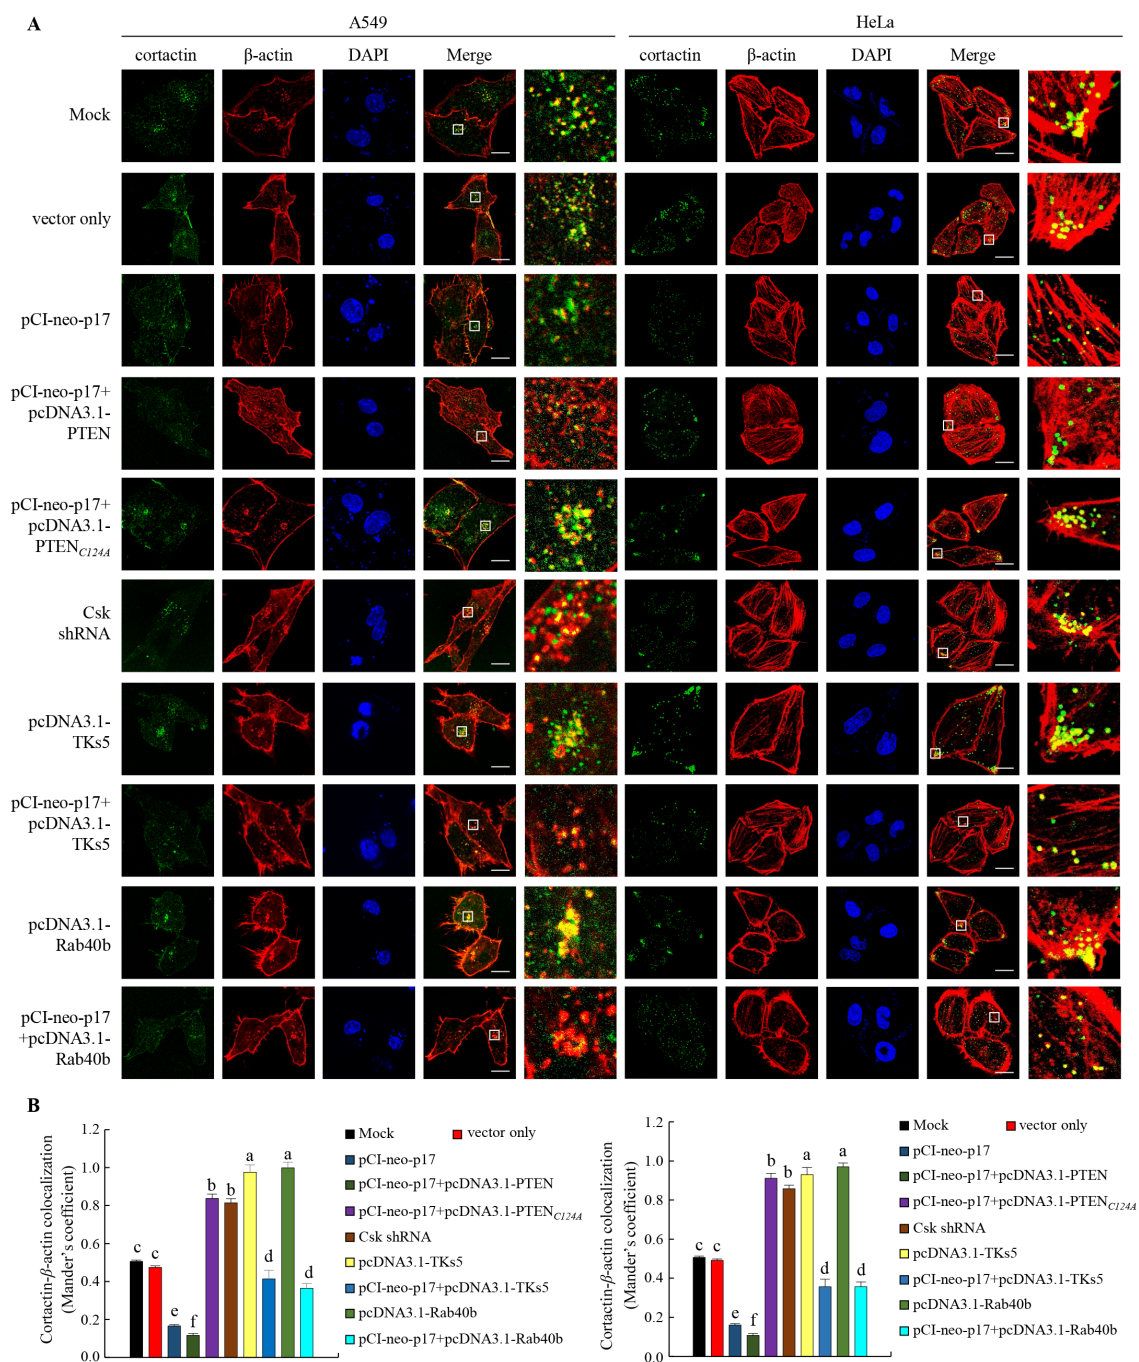 A
A549
HeLa
cortactin β-actin DAPI Merge cortactin β-actin DAPI Merge
Mock
vector only
pCI-neo-p17
pCI-neo-p17+
pcDNA3.1-
PTEN
pCI-neo-p17+
pcDNA3.1-
PTENC124A
Csk
shRNA
pcDNA3.1-
TKs5
pCI-neo-p17+
pcDNA3.1-
TKs5
pcDNA3.1-
Rab40b
pCI-neo-p17
+pcDNA3.1-
Rab40b
B
Cortactin-β-actin colocalization
(Mander's coefficient)
1.2
1.0
0.8
0.6
0.4
0.2
0.0
c c e f b b a d a d
Mock vector only
pCI-neo-p17
pCI-neo-p17+pcDNA3.1-PTEN
pCI-neo-p17+pcDNA3.1-PTENC124A
Csk shRNA
pcDNA3.1-TKs5
pCI-neo-p17+pcDNA3.1-TKs5
pcDNA3.1-Rab40b
pCI-neo-p17+pcDNA3.1-Rab40b
Cortactin-β-actin colocalization
(Mander's coefficient)
1.2
1.0
0.8
0.6
0.4
0.2
0.0
c c e f b b a d a d
Mock vector only
pCI-neo-p17
pCI-neo-p17+pcDNA3.1-PTEN
pCI-neo-p17+pcDNA3.1-PTENC124A
Csk shRNA
pcDNA3.1-TKs5
pCI-neo-p17+pcDNA3.1-TKs5
pcDNA3.1-Rab40b
pCI-neo-p17+pcDNA3.1-Rab40b